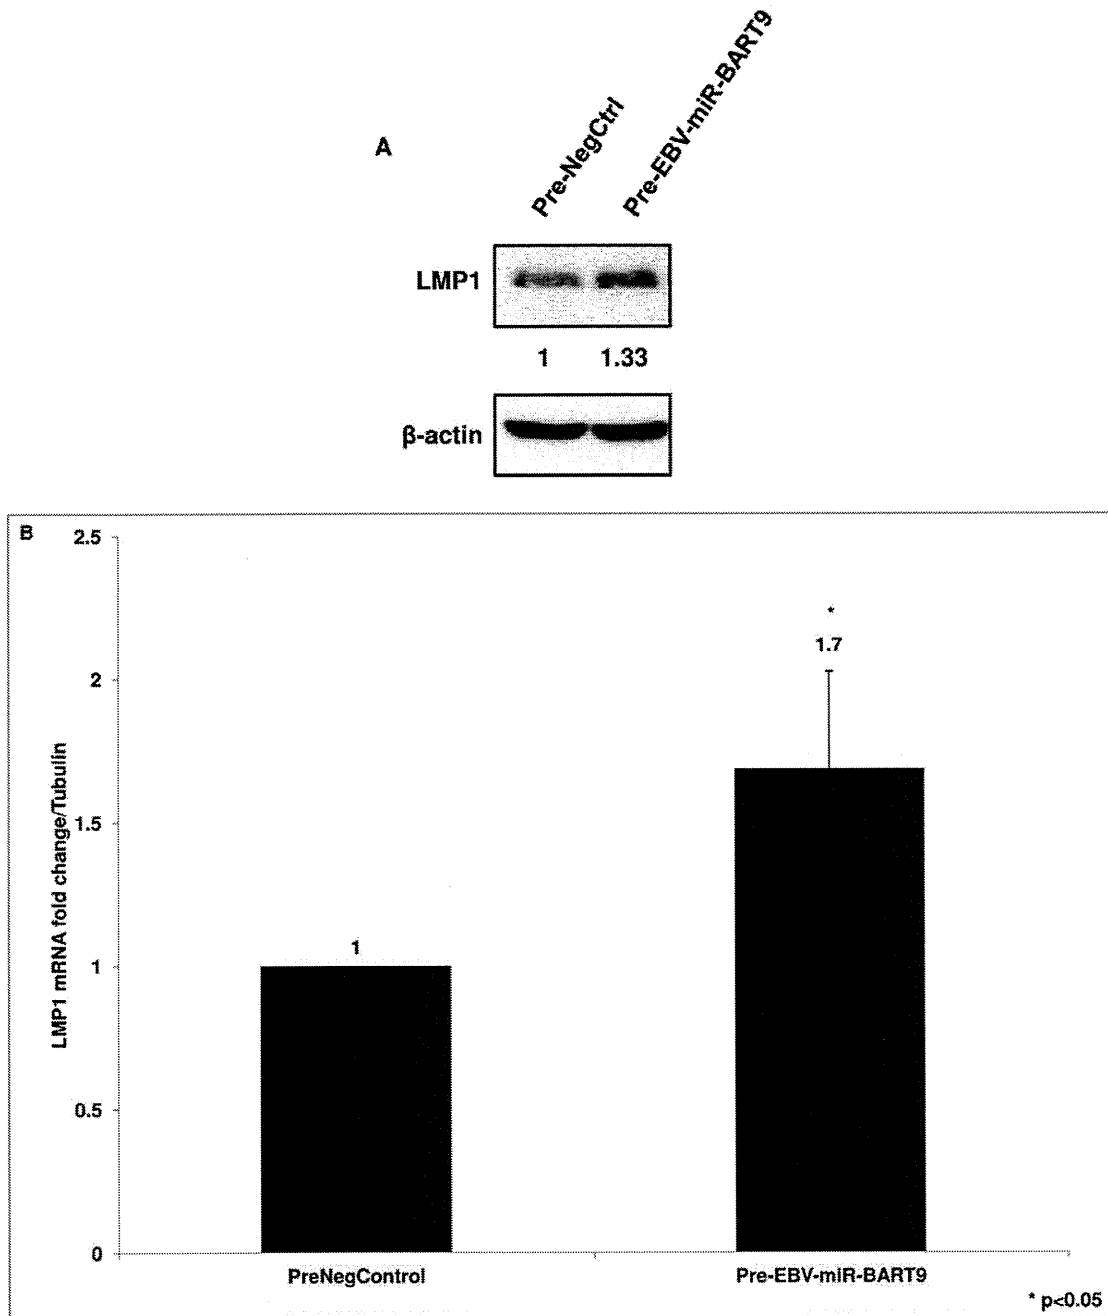 A
Pre-NegCtrl
Pre-EBV-miR-BART9
LMP1
1 1.33
β-actin
B
2.5
2
1.5
1
0.5
0
LMP1 mRNA fold change/Tubulin
1
*
1.7
PreNegControl
Pre-EBV-miR-BART9
* p<0.05